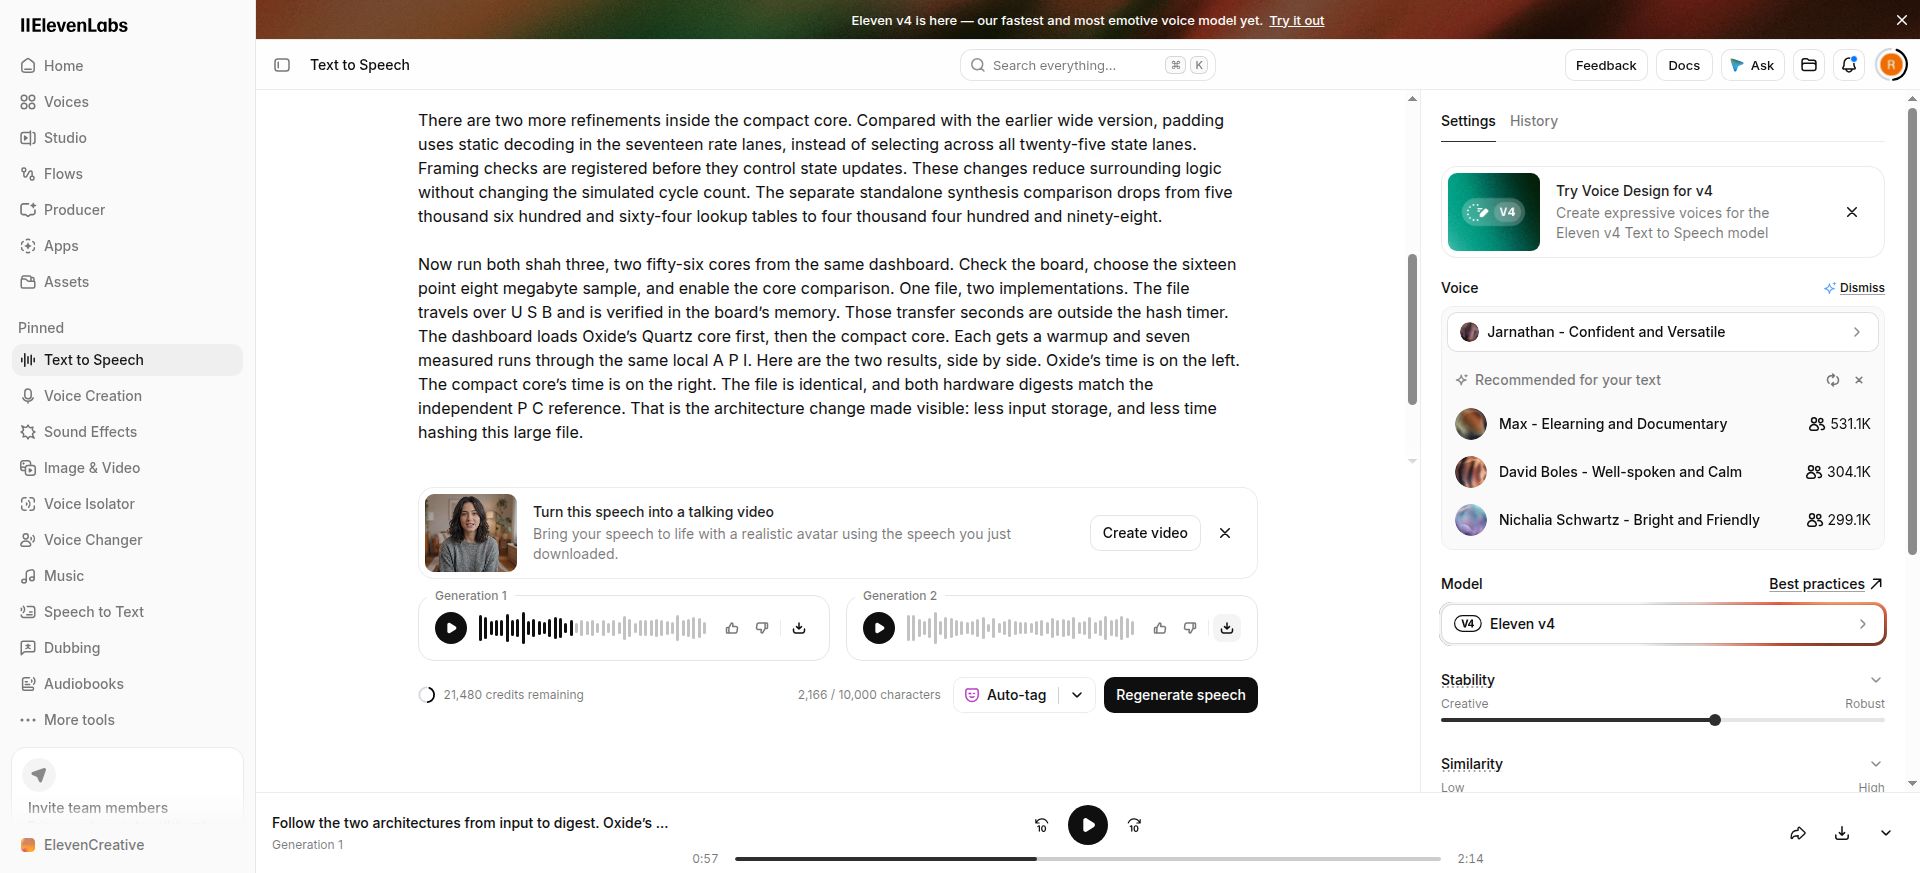 IIElevenLabs
Home
Voices
Studio
Flows
Producer
Apps
Assets
Pinned
Text to Speech
Voice Creation
Sound Effects
Image & Video
Voice Isolator
Voice Changer
Music
Speech to Text
Dubbing
Audiobooks
More tools
Invite team members
ElevenCreative
Eleven v4 is here — our fastest and most emotive voice model yet. Try it out
Text to Speech
Search everything... ⌘ K
Feedback
Docs
Ask
R
There are two more refinements inside the compact core. Compared with the earlier wide version, padding
uses static decoding in the seventeen rate lanes, instead of selecting across all twenty-five state lanes.
Framing checks are registered before they control state updates. These changes reduce surrounding logic
without changing the simulated cycle count. The separate standalone synthesis comparison drops from five
thousand six hundred and sixty-four lookup tables to four thousand four hundred and ninety-eight.
Now run both shah three, two fifty-six cores from the same dashboard. Check the board, choose the sixteen
point eight megabyte sample, and enable the core comparison. One file, two implementations. The file
travels over U S B and is verified in the board’s memory. Those transfer seconds are outside the hash timer.
The dashboard loads Oxide’s Quartz core first, then the compact core. Each gets a warmup and seven
measured runs through the same local A P I. Here are the two results, side by side. Oxide’s time is on the left.
The compact core’s time is on the right. The file is identical, and both hardware digests match the
independent P C reference. That is the architecture change made visible: less input storage, and less time
hashing this large file.
Turn this speech into a talking video
Bring your speech to life with a realistic avatar using the speech you just
downloaded.
Create video
Generation 1
Generation 2
21,480 credits remaining
2,166 / 10,000 characters
Auto-tag
Regenerate speech
Settings
History
V4
Try Voice Design for v4
Create expressive voices for the
Eleven v4 Text to Speech model
Voice
Dismiss
Jarnathan - Confident and Versatile
Recommended for your text
Max - Elearning and Documentary 531.1K
David Boles - Well-spoken and Calm 304.1K
Nichalia Schwartz - Bright and Friendly 299.1K
Model
Best practices
V4 Eleven v4
Stability
Creative Robust
Similarity
Low High
Follow the two architectures from input to digest. Oxide’s ...
Generation 1
10 10
0:57 2:14